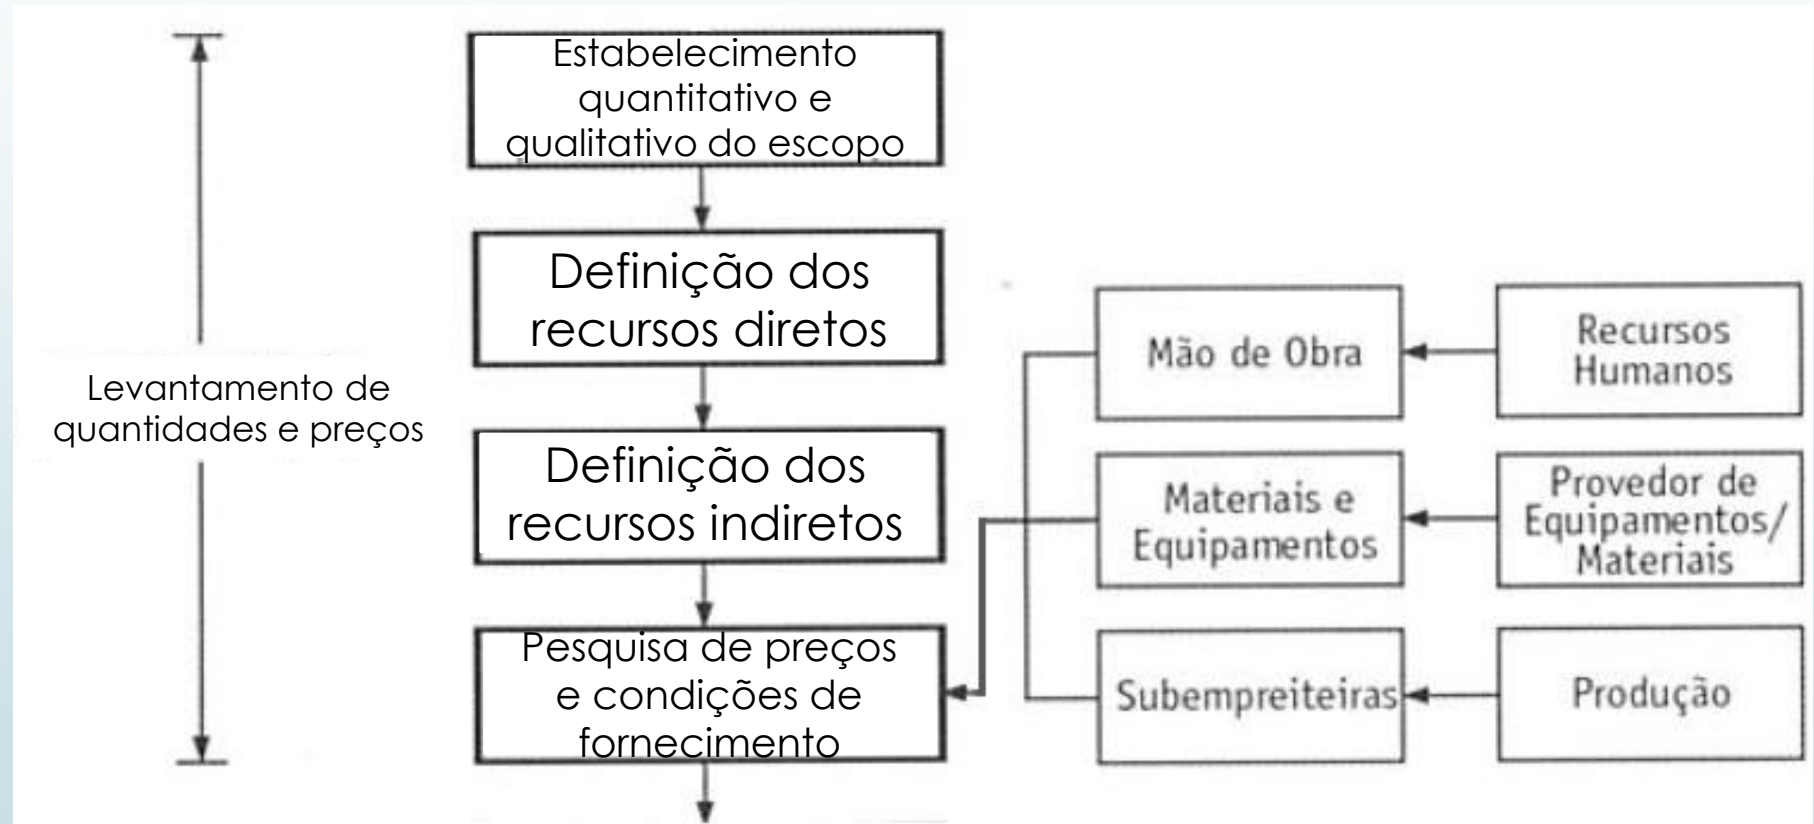 Estabelecimento
quantitativo e
qualitativo do escopo
Definição dos
recursos diretos
Levantamento de
quantidades e preços
Definição dos
recursos indiretos
Pesquisa de preços
e condições de
fornecimento
Mão de Obra
Recursos
Humanos
Materiais e
Equipamentos
Provedor de
Equipamentos/
Materiais
Subempreiteiras
Produção